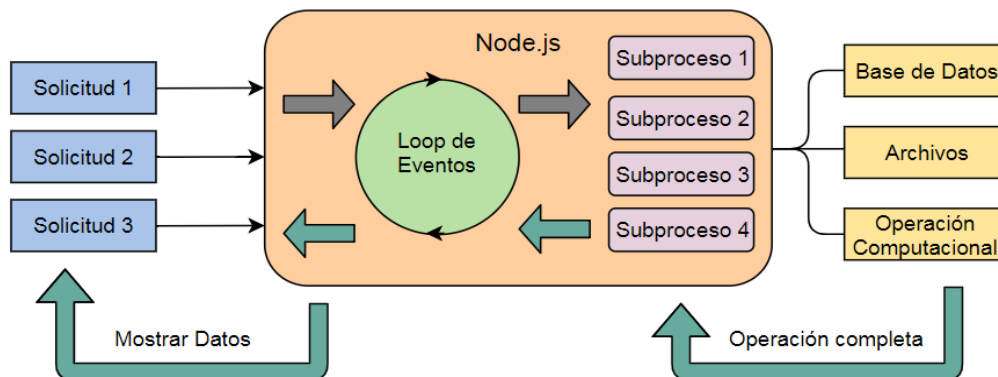 Node.js
Solicitud 1
Solicitud 2
Solicitud 3
Loop de
Eventos
Subproceso 1
Subproceso 2
Subproceso 3
Subproceso 4
Base de Datos
Archivos
Operación
Computacional
Mostrar Datos
Operación completa